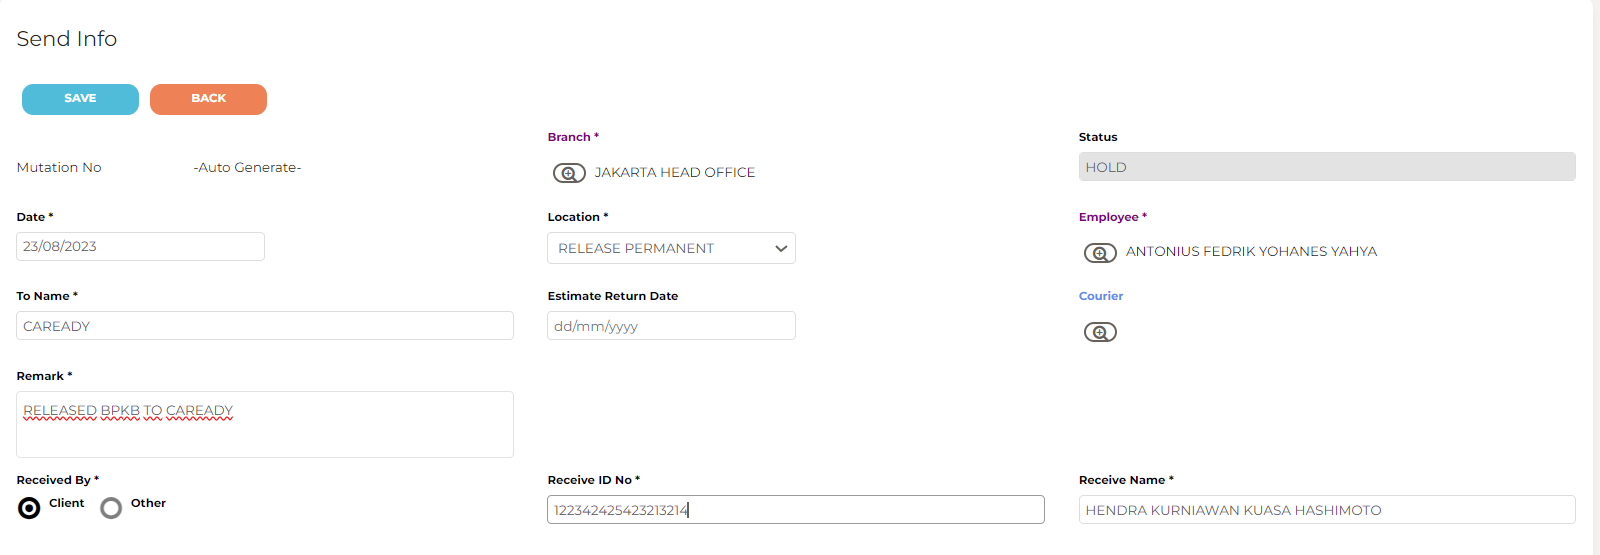 Send Info
SAVE BACK
Branch * Status
Mutation No -Auto Generate- JAKARTA HEAD OFFICE HOLD
Date * Location * Employee *
23/08/2023 RELEASE PERMANENT ANTONIUS FEDRIK YOHANES YAHYA
To Name * Estimate Return Date Courier
CAREADY dd/mm/yyyy
Remark *
RELEASED BPKB TO CAREADY
Received By * Receive ID No * Receive Name *
Client Other 122342425423213214 HENDRA KURNIAWAN KUASA HASHIMOTO